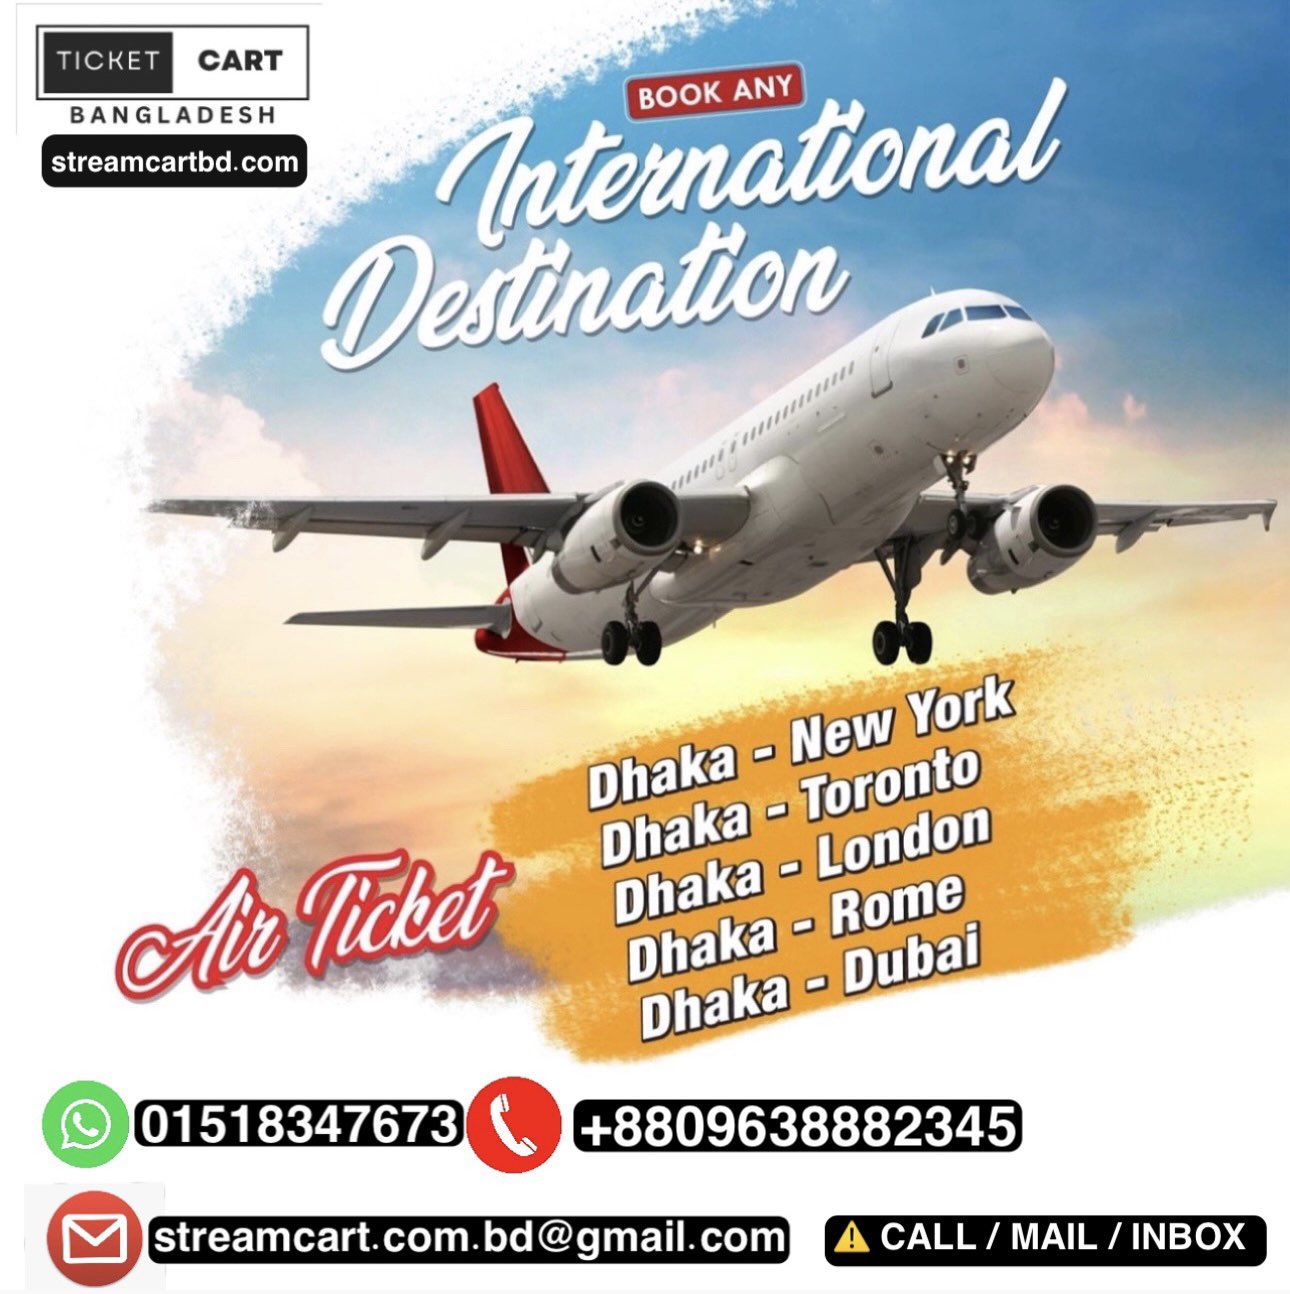 TICKET CART
BANGLADESH
streamcartbd.com
BOOK ANY
International
Destination
Dhaka - New York
Dhaka - Toronto
Dhaka - London
Dhaka - Rome
Dhaka - Dubai
Air Ticket
01518347673
+8809638882345
streamcart.com.bd@gmail.com
⚠️ CALL / MAIL / INBOX